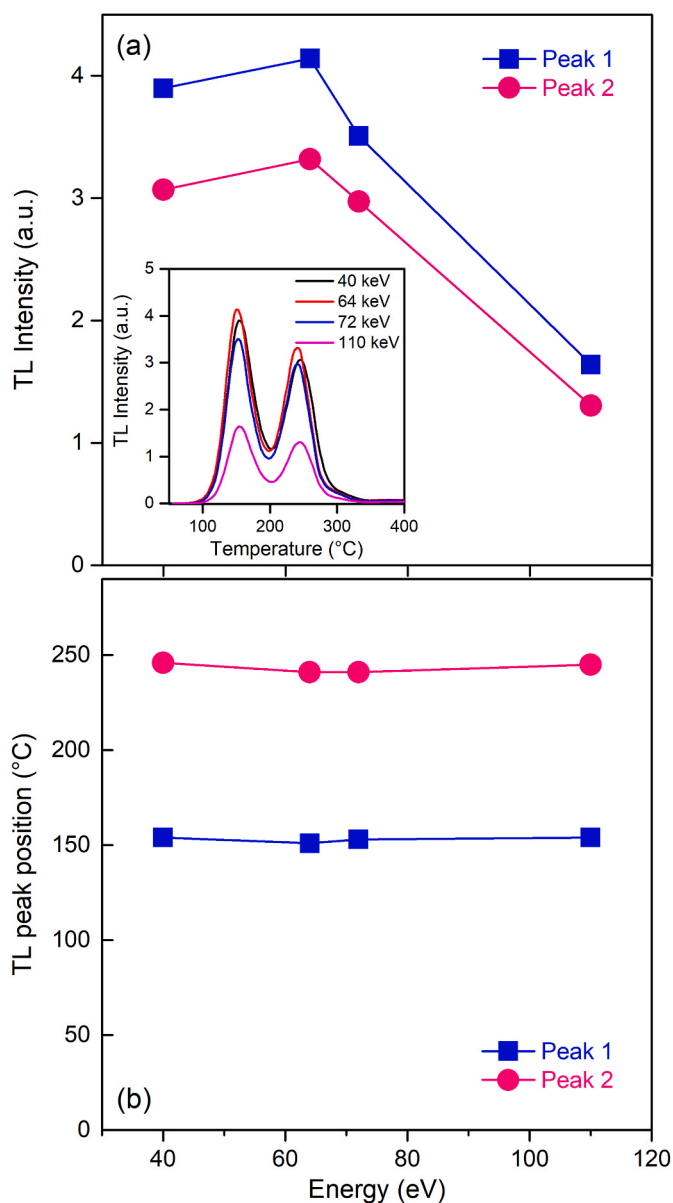 (a)
Peak 1
Peak 2
TL Intensity (a.u.)
4
3
2
1
0
5
4
3
2
1
0
TL Intensity (a.u.)
40 keV
64 keV
72 keV
110 keV
100 200 300 400
Temperature (°C)
250
200
150
100
50
0
TL peak position (°C)
Peak 1
Peak 2
(b)
40 60 80 100 120
Energy (eV)